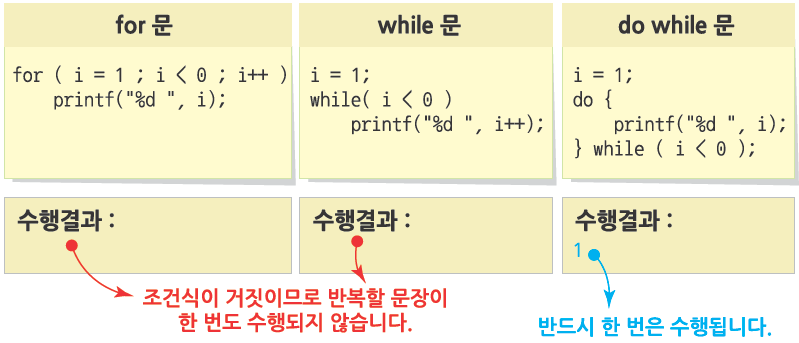 for 문
for ( i = 1 ; i < 0 ; i++ )
printf("%d ", i);
while 문
i = 1;
while( i < 0 )
printf("%d ", i++);
do while 문
i = 1;
do {
printf("%d ", i);
} while ( i < 0 );
수행결과 :
수행결과 :
수행결과 :
1
조건식이 거짓이므로 반복할 문장이
한 번도 수행되지 않습니다.
반드시 한 번은 수행됩니다.